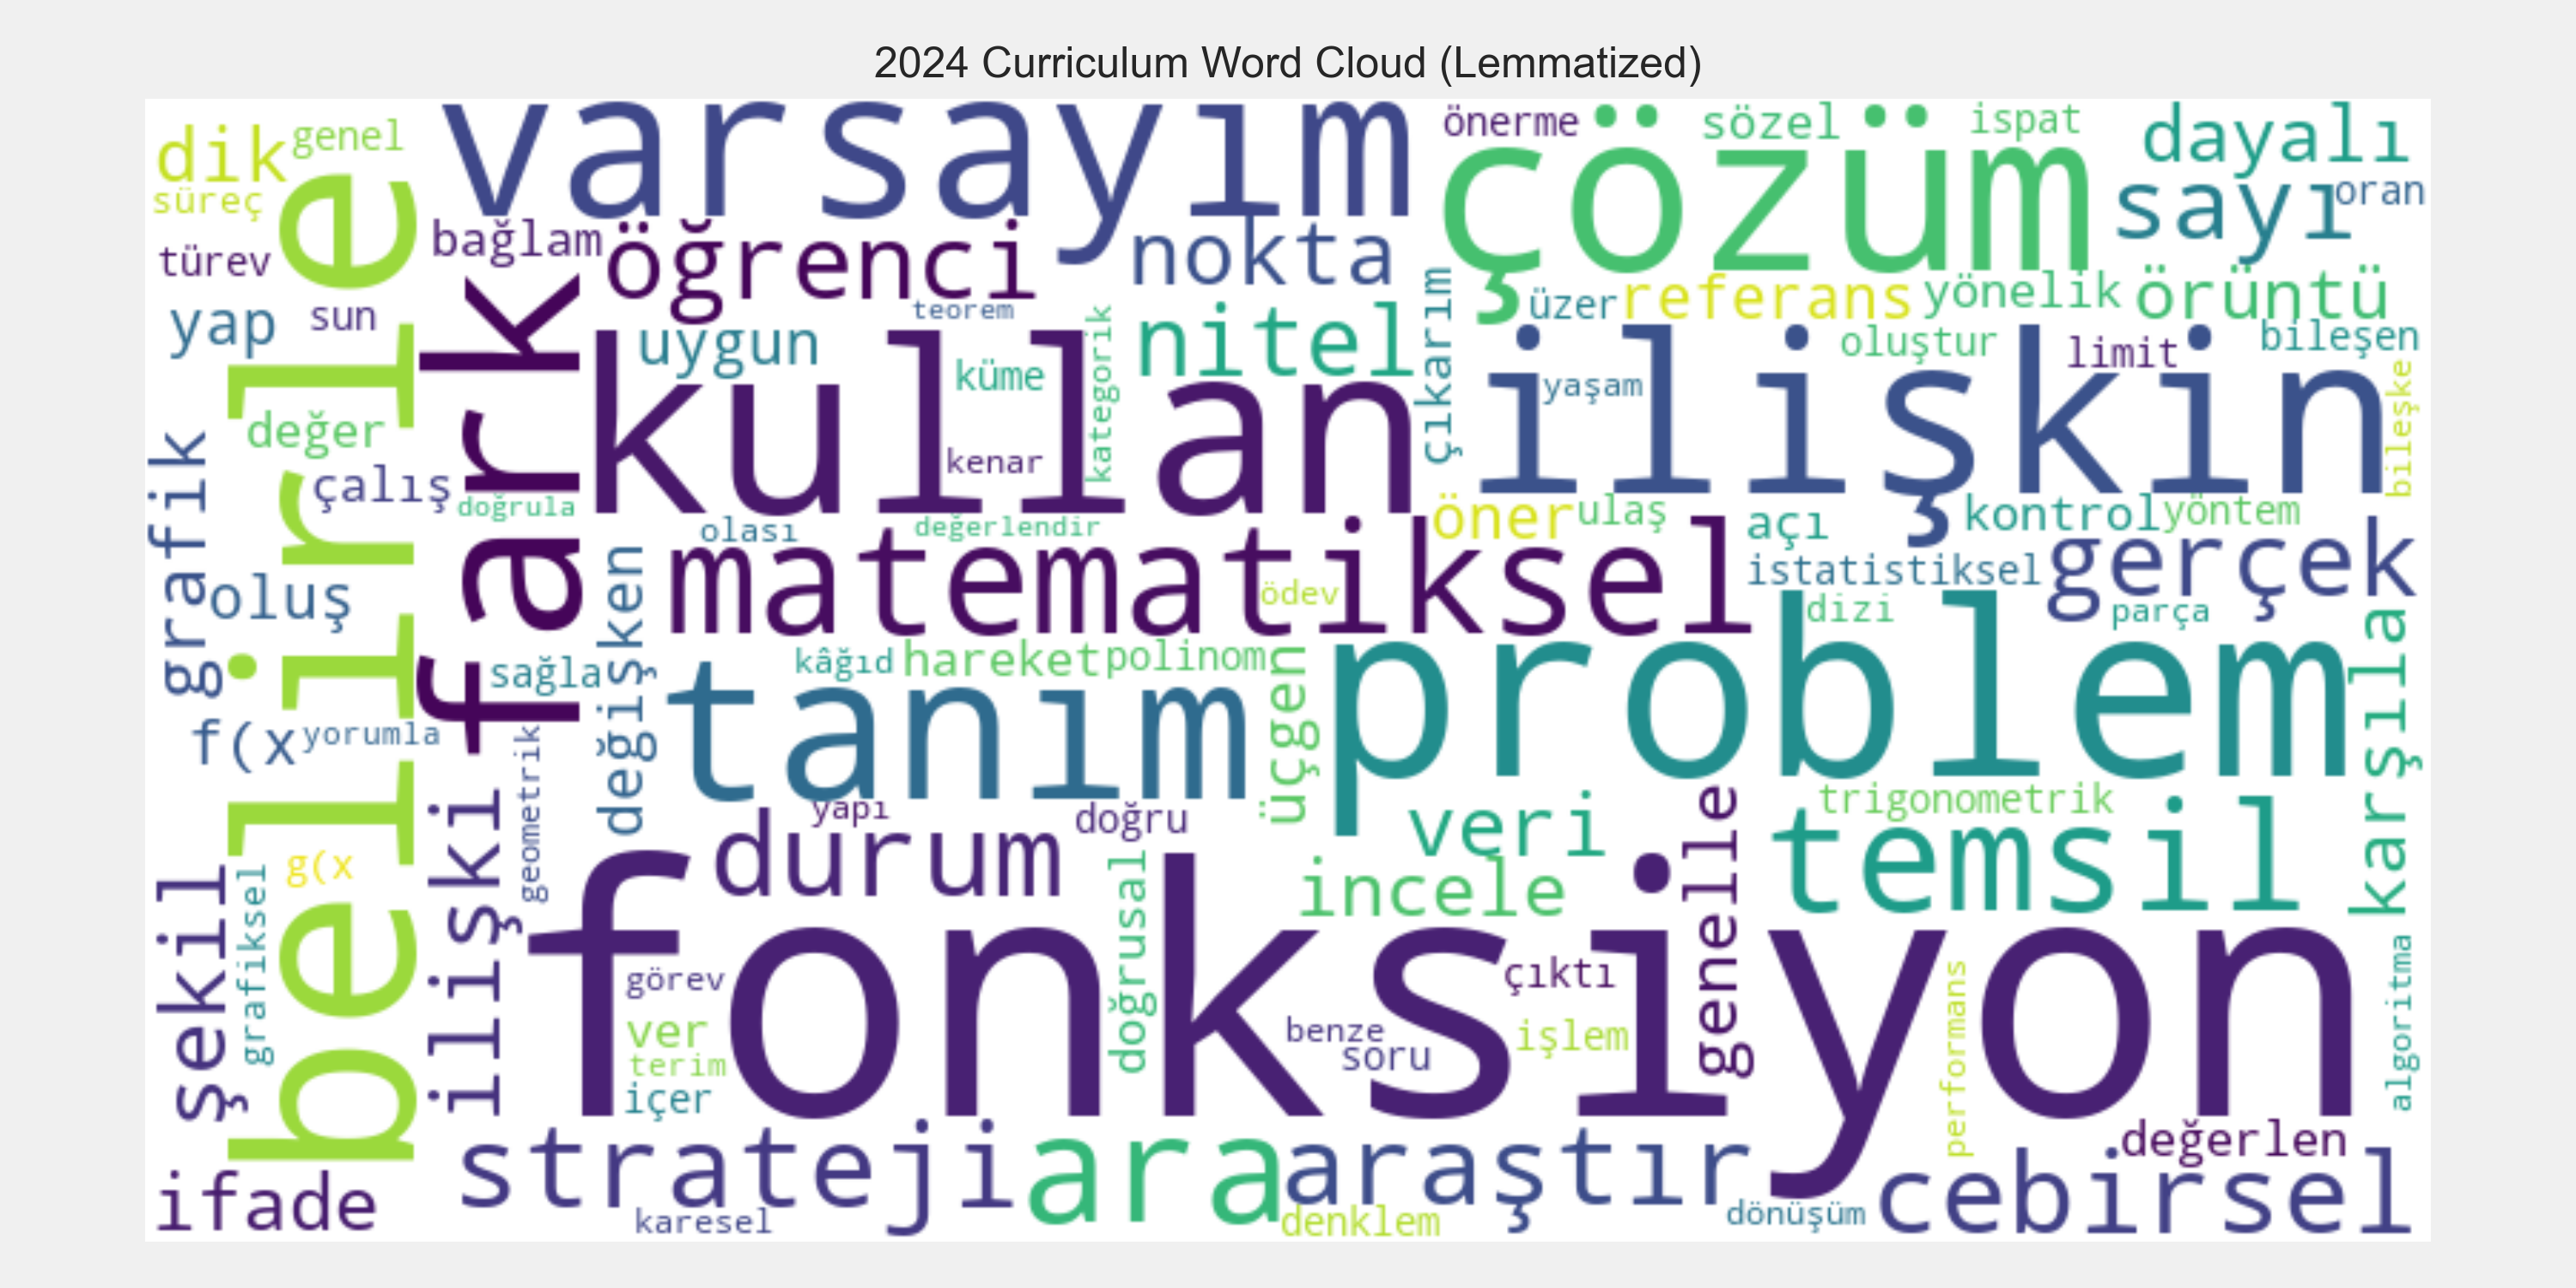 2024 Curriculum Word Cloud (Lemmatized)
dik
genel
varsayım
önerme
sözel
ispat
dayalı
süreç
çözüm
sayı
oran
türev
bağlam
öğrenci
nokta
yap
sun
teorem
üzer
referans
yönelik
örüntü
uygun
nitel
çıkarım
oluştur
limit
bileşen
belirle
fark
kullan
küme
kategorik
ilişkin
yaşam
bileşke
değer
kenar
grafik
çalış
doğrula
olası
değerlendir
öner
ulaş
açı
kontrol
yöntem
matematiksel
istatistiksel
gerçek
oluş
değişken
ödev
dizi
parça
sağla
kâğıd
hareket
polinom
üçgen
problem
karşıla
f(x
yorumla
tanım
geometrik
yapı
doğru
veri
trigonometrik
g(x
ilişki
durum
incele
genelle
temsil
şekil
grafiksel
fonksiyon
doğrusal
görev
çıktı
ver
benze
işlem
terim
soru
içer
performans
algoritma
strateji
ara
araştır
değerlen
ifade
karesel
denklem
dönüşüm
cebirsel